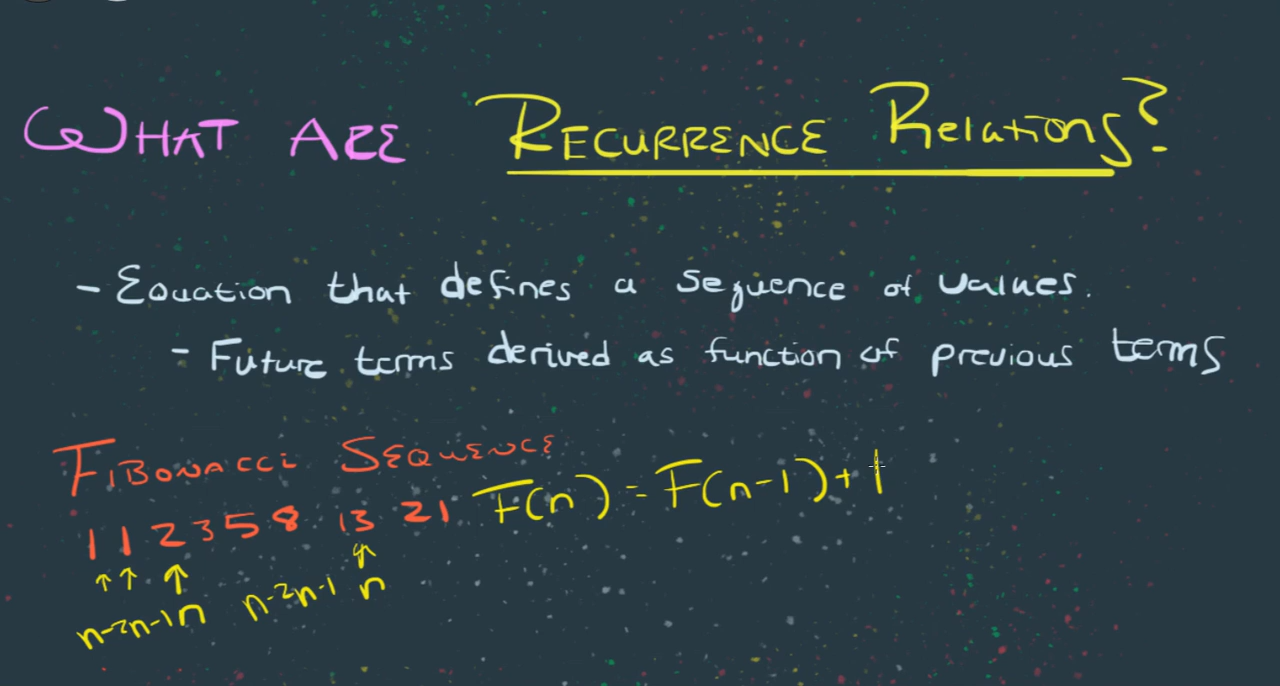 WHAT ARE RECURRENCE Relations?
- Equation that defines a sequence of values.
- Future terms derived as function of previous terms
FIBONACCI SEQUENCE
1 1 2 3 5 8 13 21 F(n) = F(n-1) + 1
↑ ↑ ↑ ↑
n-2 n-1 n n-2 n-1 n